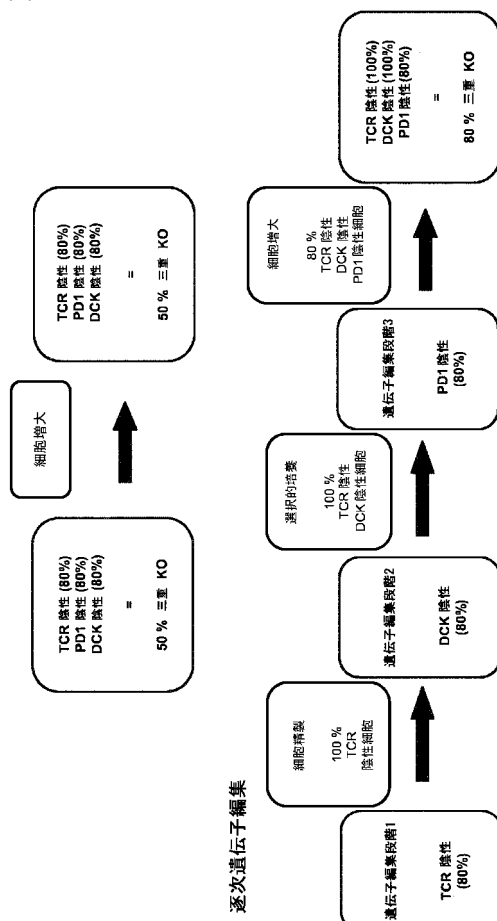 細胞増大
TCR 陰性 (80%)
PD1 陰性 (80%)
DCK 陰性 (80%)
=
50 % 三重 KO
TCR 陰性 (80%)
PD1 陰性 (80%)
DCK 陰性 (80%)
=
50 % 三重 KO
逐次遺伝子編集
遺伝子編集段階1
TCR 陰性
(80%)
細胞精製
100 %
TCR
陰性細胞
遺伝子編集段階2
DCK 陰性
(80%)
選択的培養
100 %
TCR 陰性
DCK 陰性細胞
遺伝子編集段階3
PD1 陰性
(80%)
細胞増大
80 %
TCR 陰性
DCK 陰性
PD1 陰性細胞
TCR 陰性 (100%)
DCK 陰性 (100%)
PD1 陰性(80%)
=
80 % 三重 KO